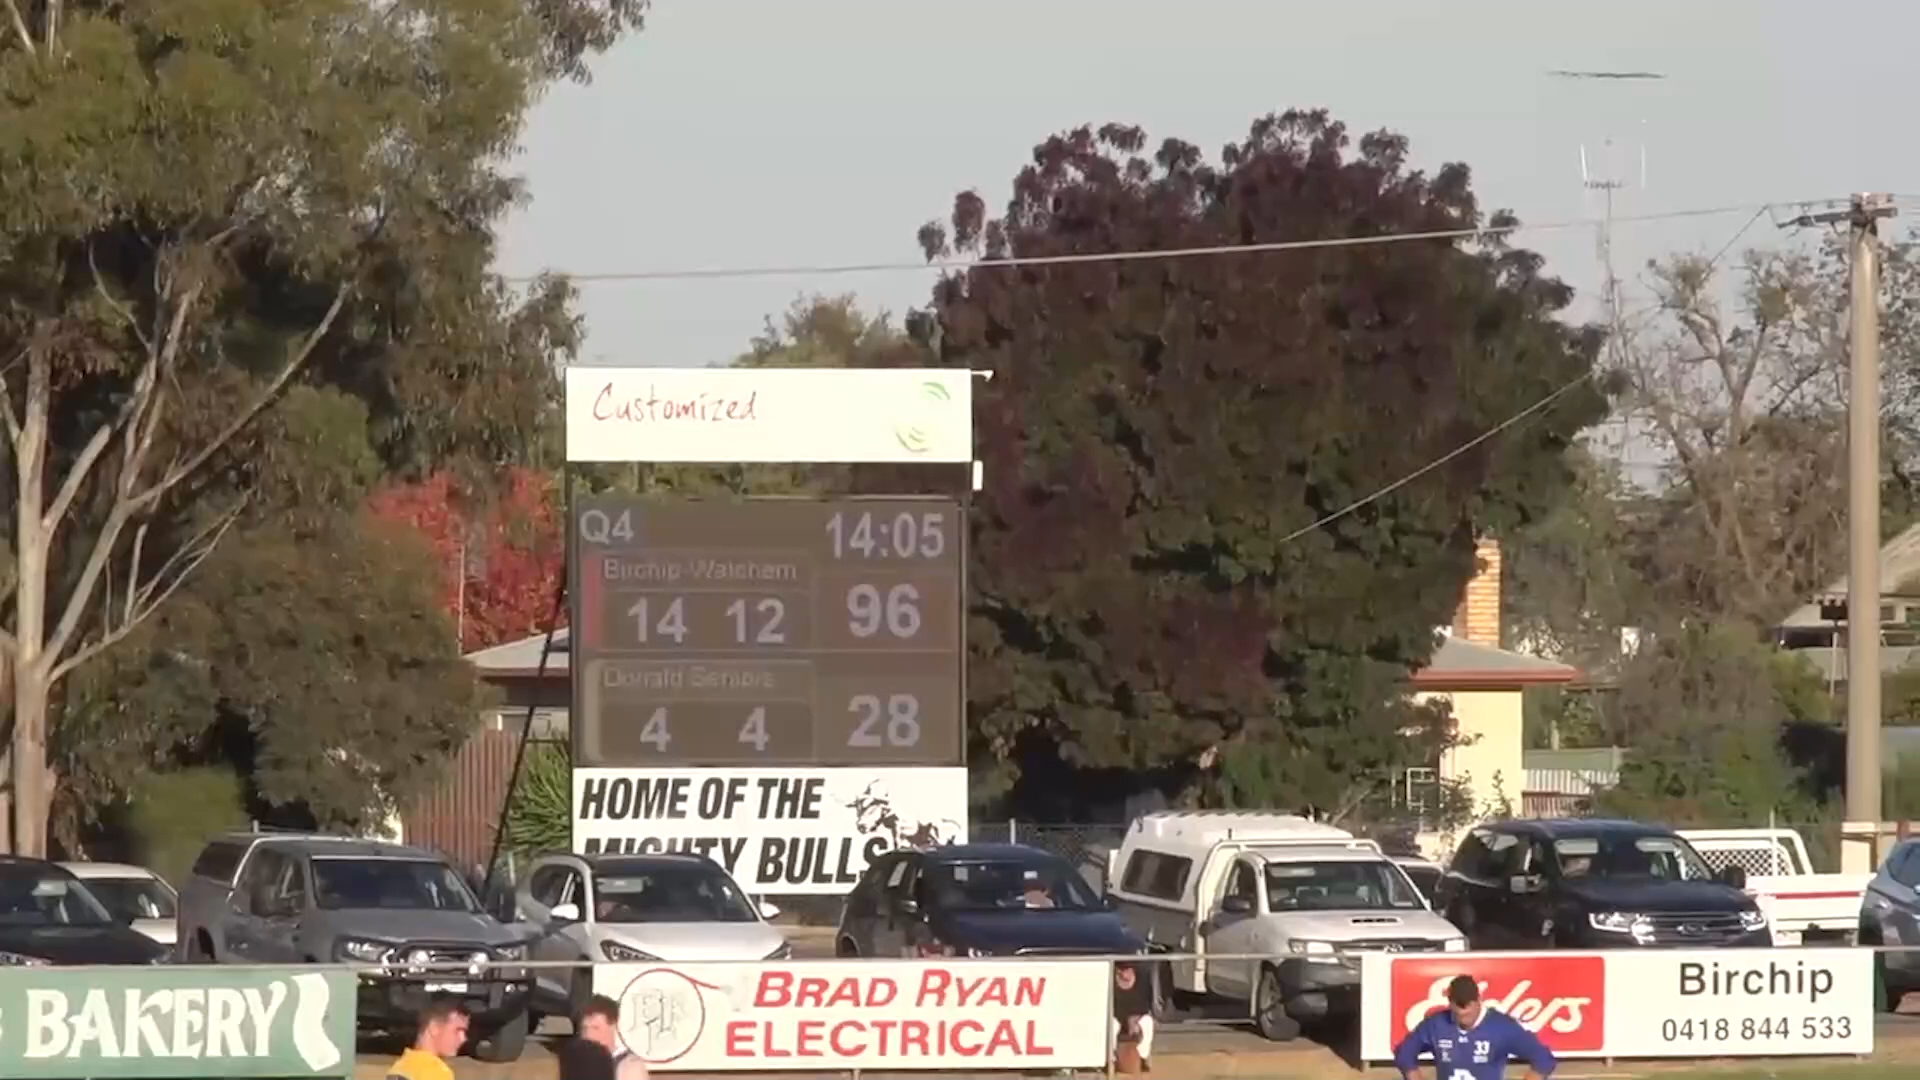 Customized
Q4 14:05
Birchip-Watchem
14 12 96
Donald Seniors
4 4 28
HOME OF THE
MIGHTY BULLS
BAKERY
BRAD RYAN
ELECTRICAL
Elders
Birchip
0418 844 533
33